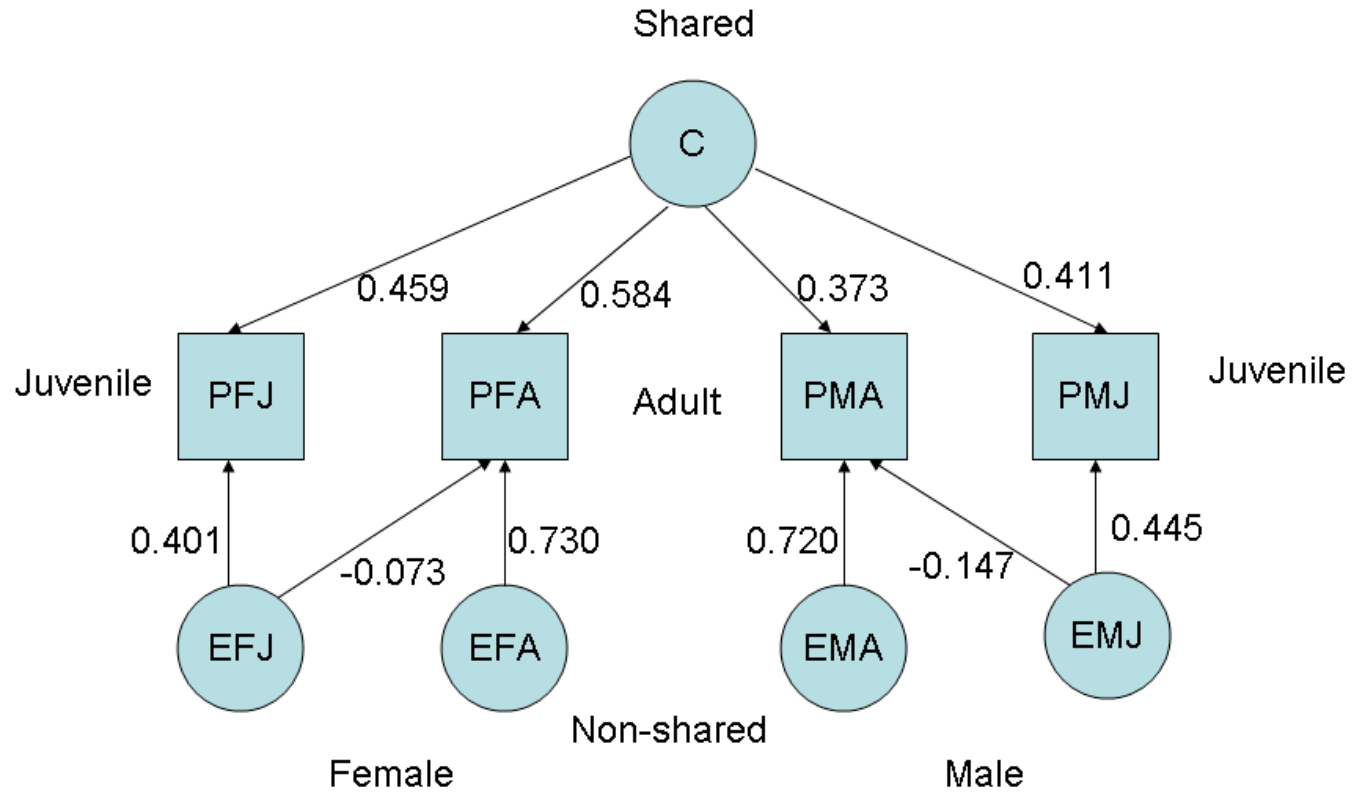 Shared
C
0.459
0.584
0.373
0.411
Juvenile
PFJ
PFA
Adult
PMA
PMJ
Juvenile
0.401
-0.073
0.730
0.720
-0.147
0.445
EFJ
EFA
EMA
EMJ
Non-shared
Female
Male